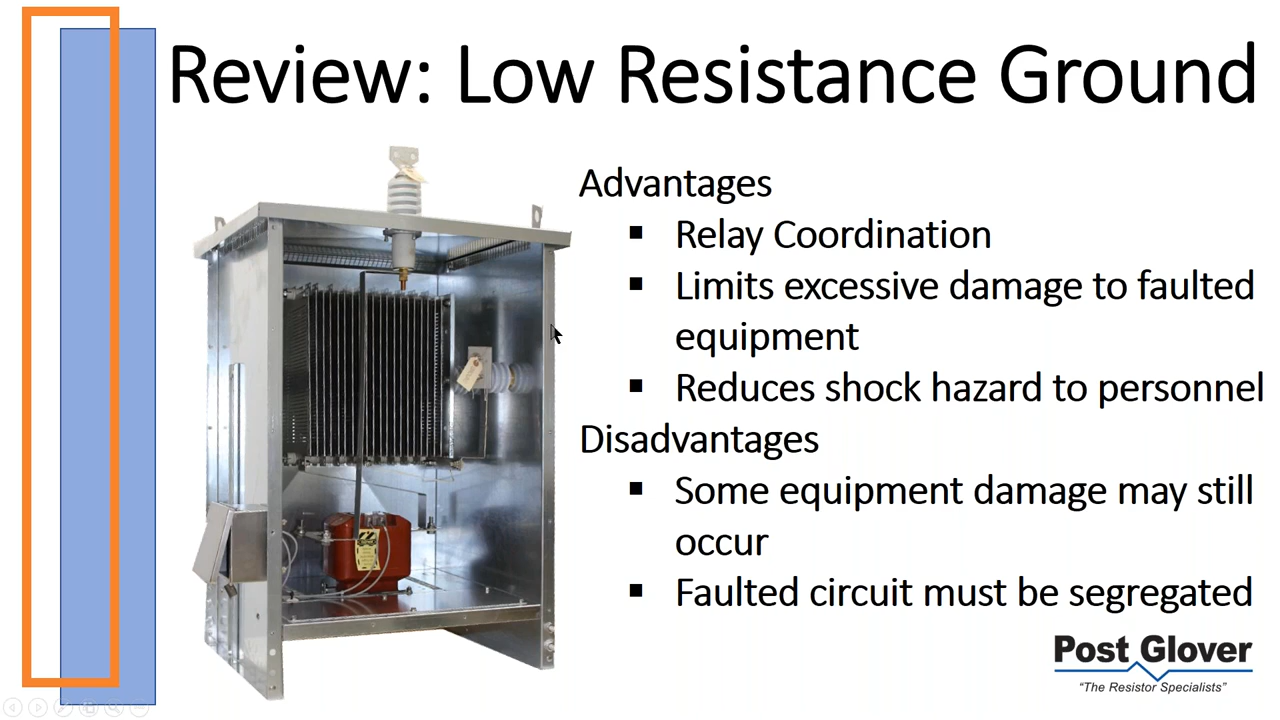 Review: Low Resistance Ground
Advantages
▪ Relay Coordination
▪ Limits excessive damage to faulted
equipment
▪ Reduces shock hazard to personnel
Disadvantages
▪ Some equipment damage may still
occur
▪ Faulted circuit must be segregated
Post Glover
“The Resistor Specialists”